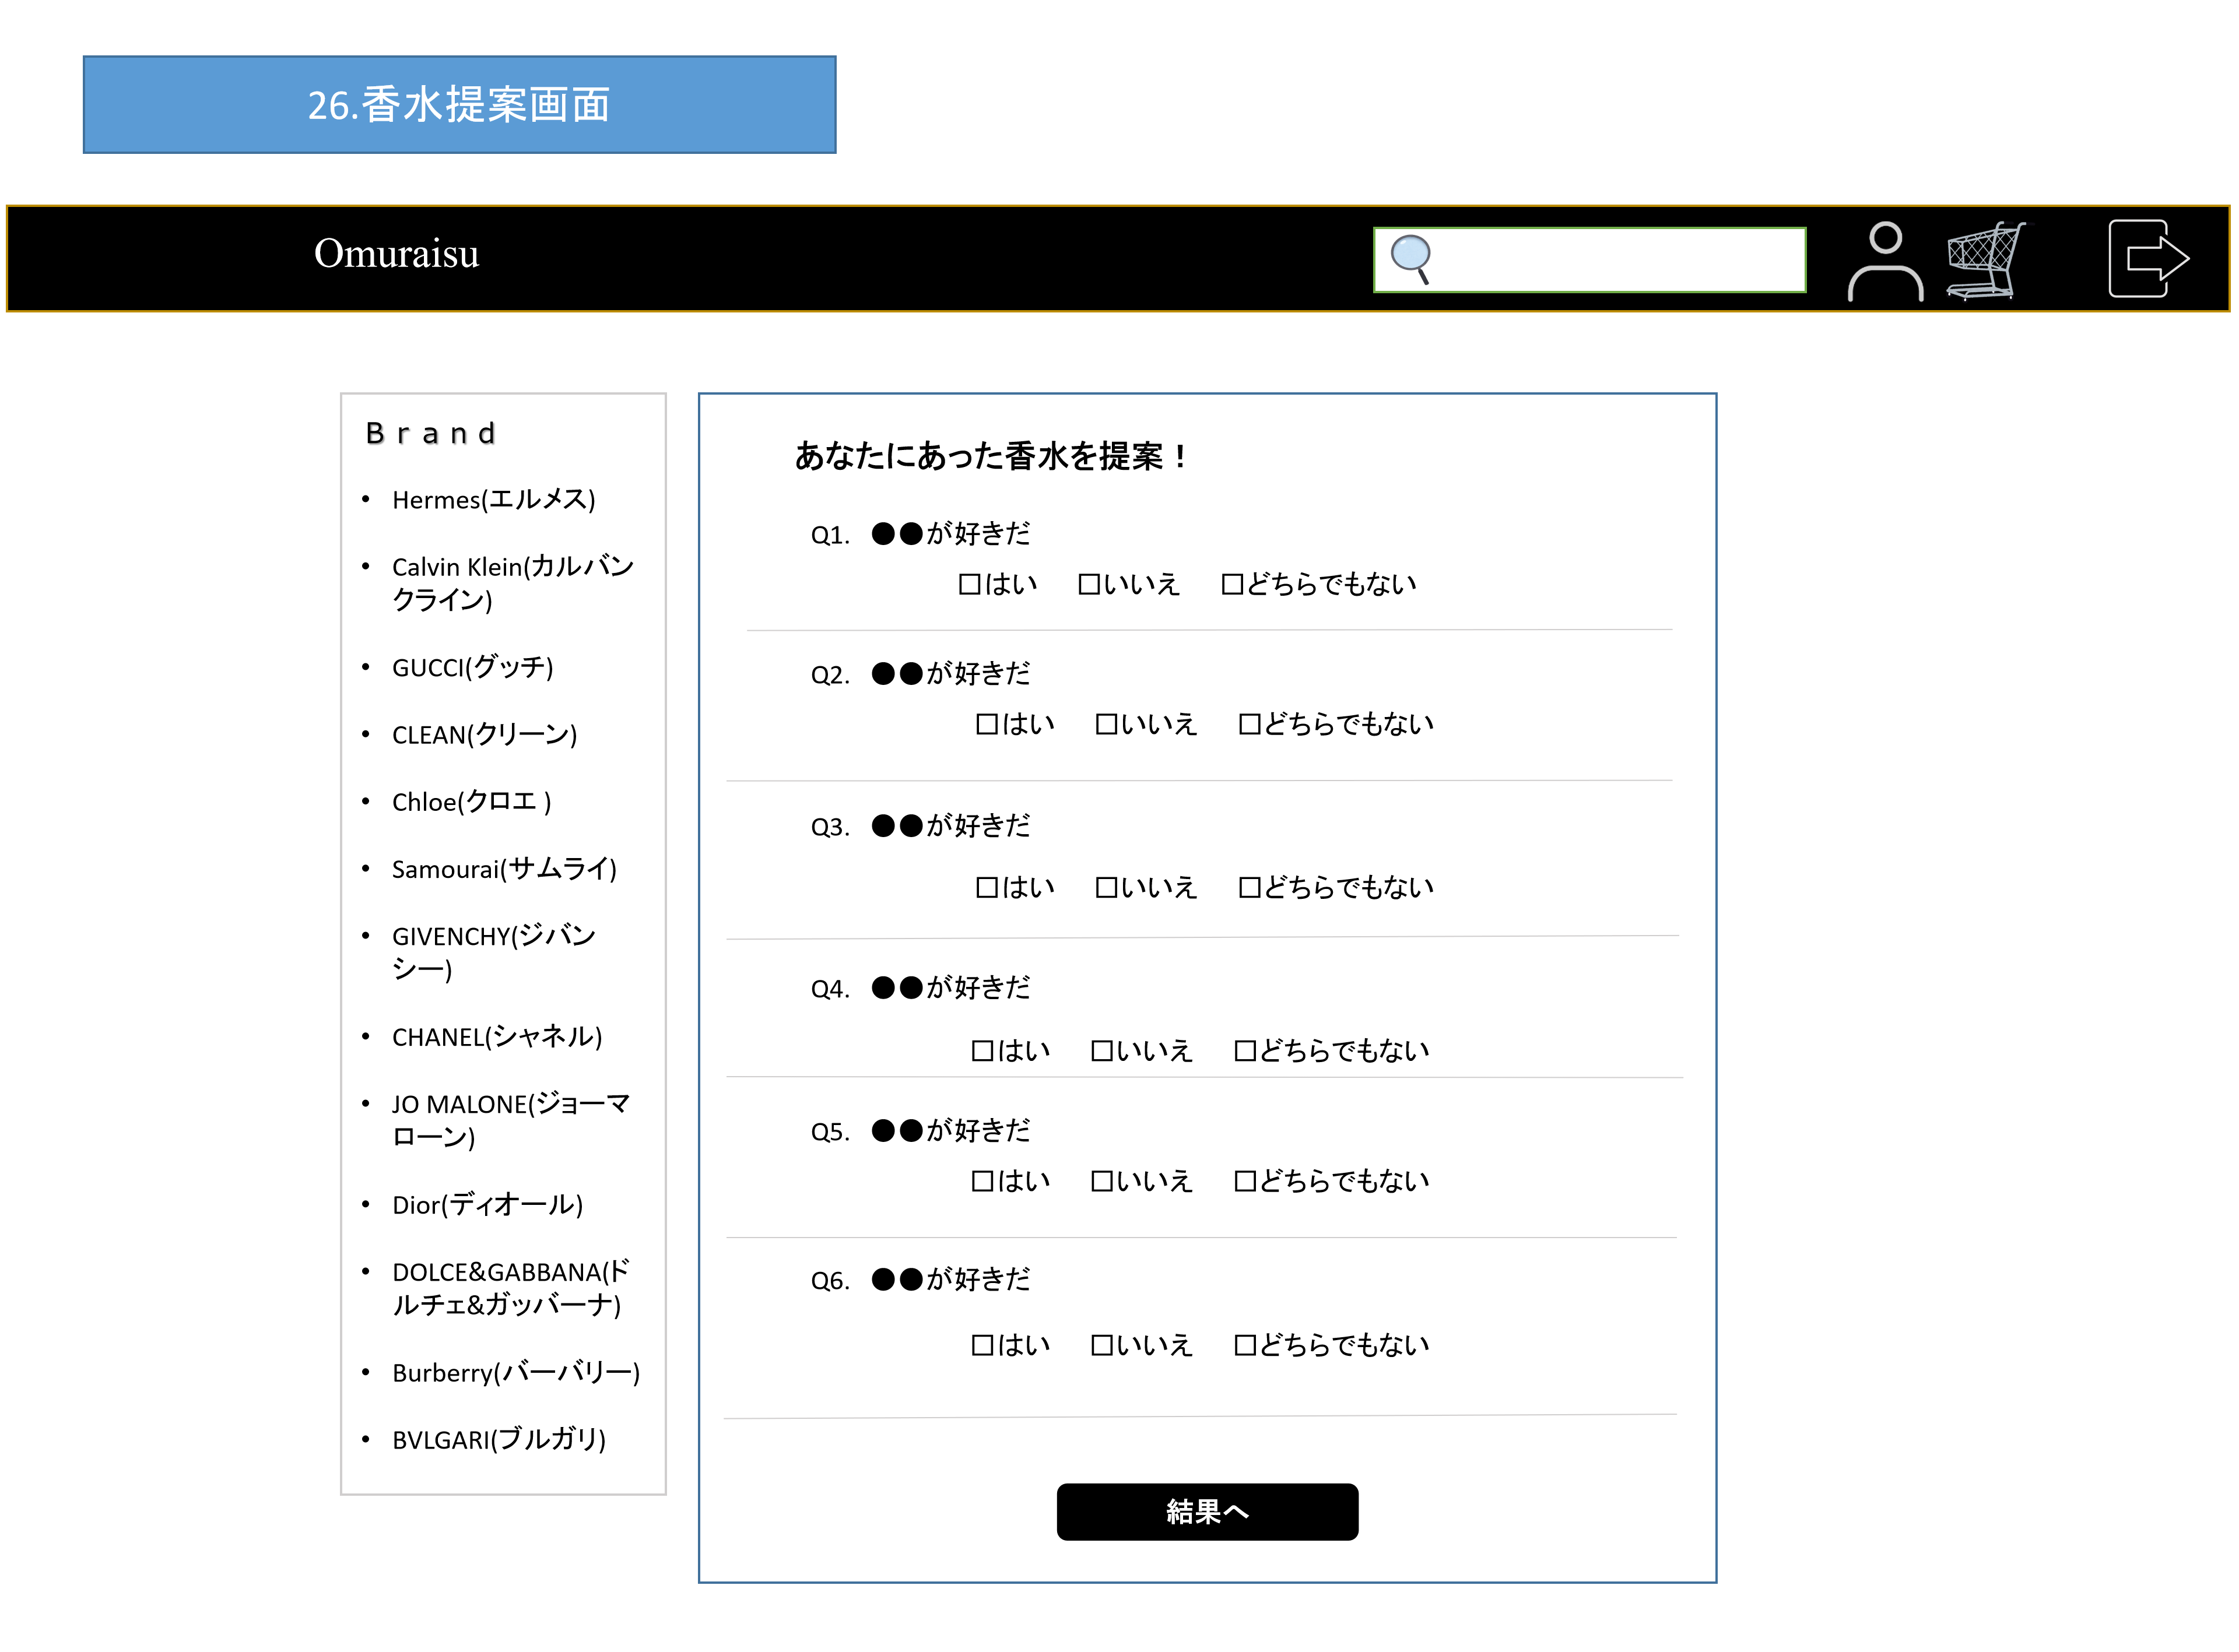 26.香水提案画面
Omuraisu
Ｂｒａｎｄ
• Hermes(エルメス)
• Calvin Klein(カルバン
クライン)
• GUCCI(グッチ)
• CLEAN(クリーン)
• Chloe(クロエ )
• Samourai(サムライ)
• GIVENCHY(ジバン
シー)
• CHANEL(シャネル)
• JO MALONE(ジョーマ
ローン)
• Dior(ディオール)
• DOLCE&GABBANA(ド
ルチェ&ガッバーナ)
• Burberry(バーバリー)
• BVLGARI(ブルガリ)
あなたにあった香水を提案！
Q1. ●●が好きだ
□はい □いいえ □どちらでもない
Q2. ●●が好きだ
□はい □いいえ □どちらでもない
Q3. ●●が好きだ
□はい □いいえ □どちらでもない
Q4. ●●が好きだ
□はい □いいえ □どちらでもない
Q5. ●●が好きだ
□はい □いいえ □どちらでもない
Q6. ●●が好きだ
□はい □いいえ □どちらでもない
結果へ